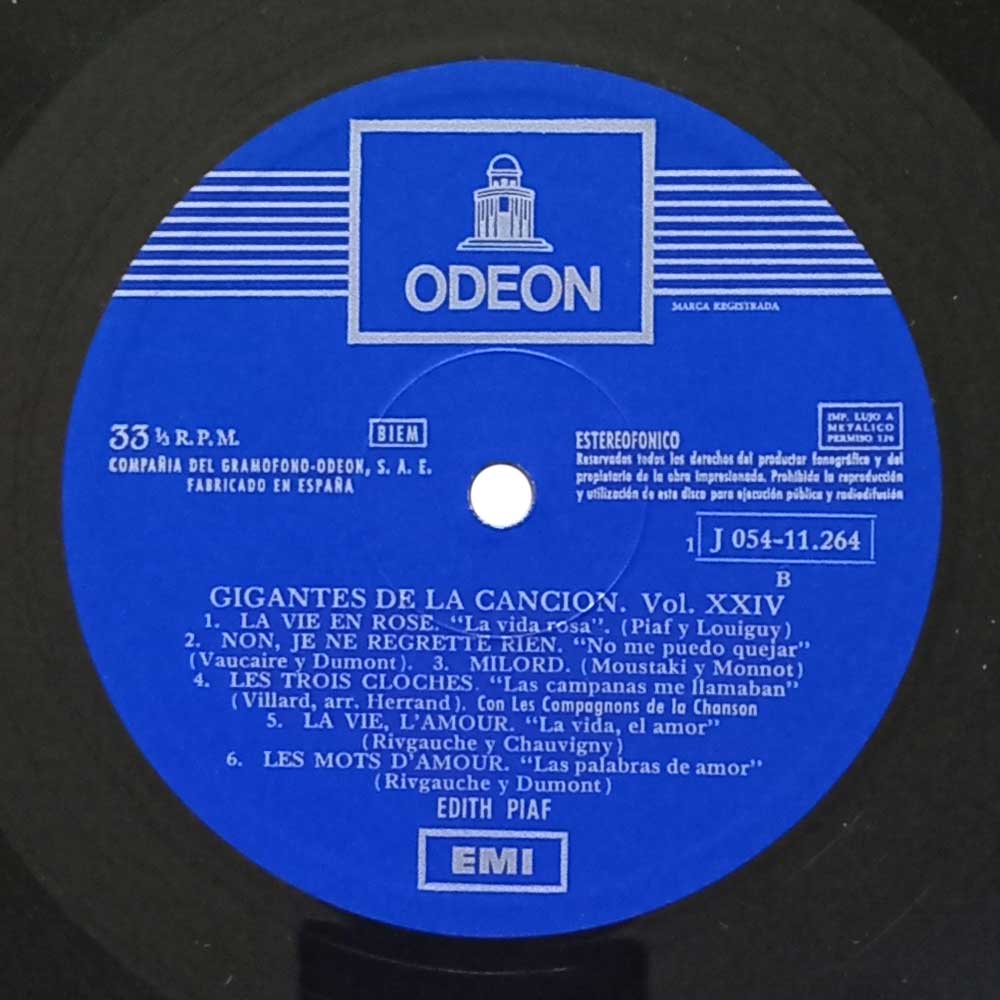 ODEON
MARCA REGISTRADA
33 ⅓ R.P.M.
BIEM
COMPAÑIA DEL GRAMOFONO-ODEON, S. A. E.
FABRICADO EN ESPAÑA
IMP. LUJO A
METALICO
PERMISO 126
ESTEREOFONICO
Reservados todos los derechos del productor fonográfico y del
propietario de la obra impresionada. Prohibida la reproducción
y utilización de este disco para ejecución pública y radiodifusión
1 J 054-11.264
B
GIGANTES DE LA CANCION. Vol. XXIV
1. LA VIE EN ROSE. “La vida rosa”. (Piaf y Louiguy)
2. NON, JE NE REGRETTE RIEN. “No me puedo quejar”
(Vaucaire y Dumont). 3. MILORD. (Moustaki y Monnot)
4. LES TROIS CLOCHES. “Las campanas me llamaban”
(Villard, arr. Herrand). Con Les Compagnons de la Chanson
5. LA VIE, L'AMOUR. “La vida, el amor”
(Rivgauche y Chauvigny)
6. LES MOTS D'AMOUR. “Las palabras de amor”
(Rivgauche y Dumont)
EDITH PIAF
EMI